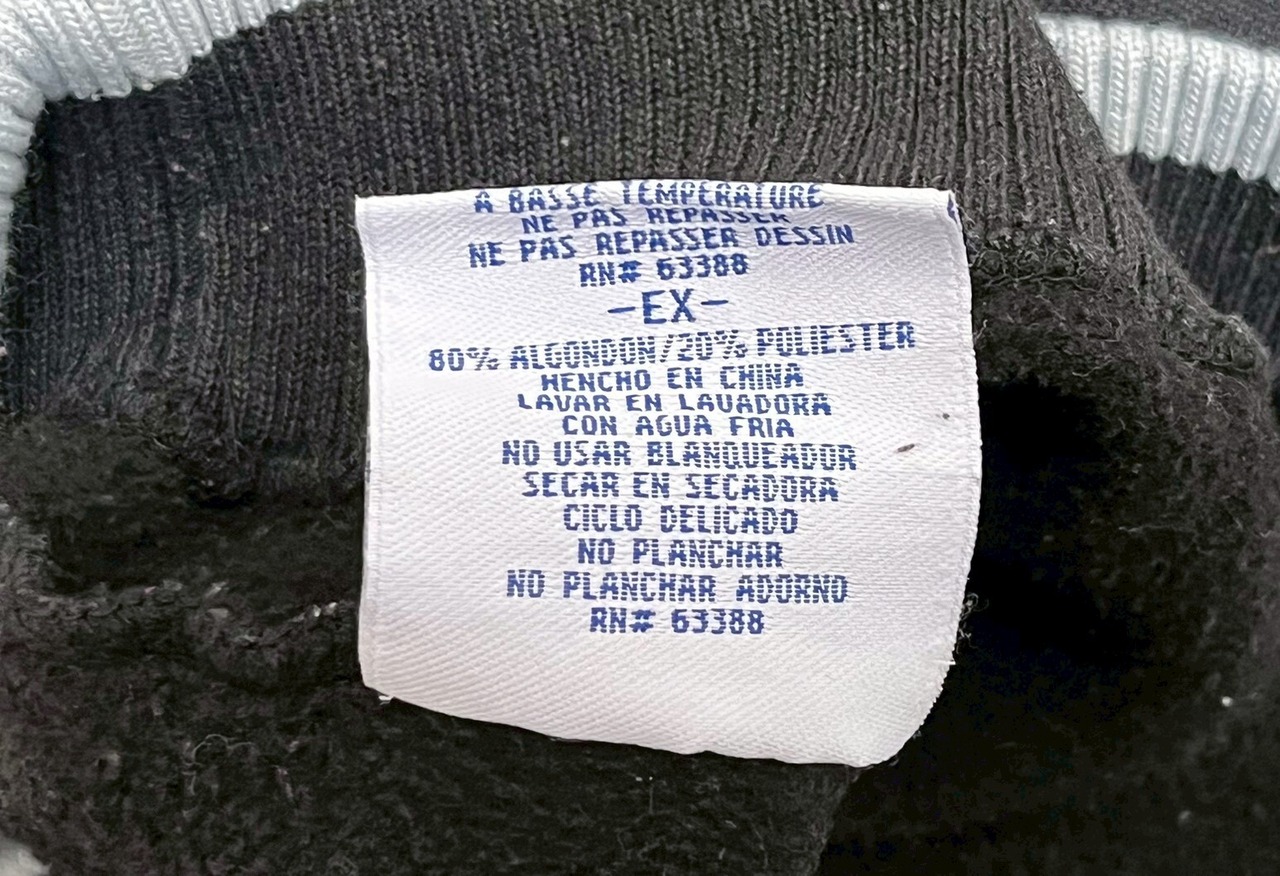 A BASSE TEMPERATURE
NE PAS REPASSER
NE PAS REPASSER DESSIN
RN# 63388
-EX-
80% ALGONDON/20% POLIESTER
HENCHO EN CHINA
LAVAR EN LAVADORA
CON AGUA FRIA
NO USAR BLANQUEADOR
SECAR EN SECADORA
CICLO DELICADO
NO PLANCHAR
NO PLANCHAR ADORNO
RN# 63388